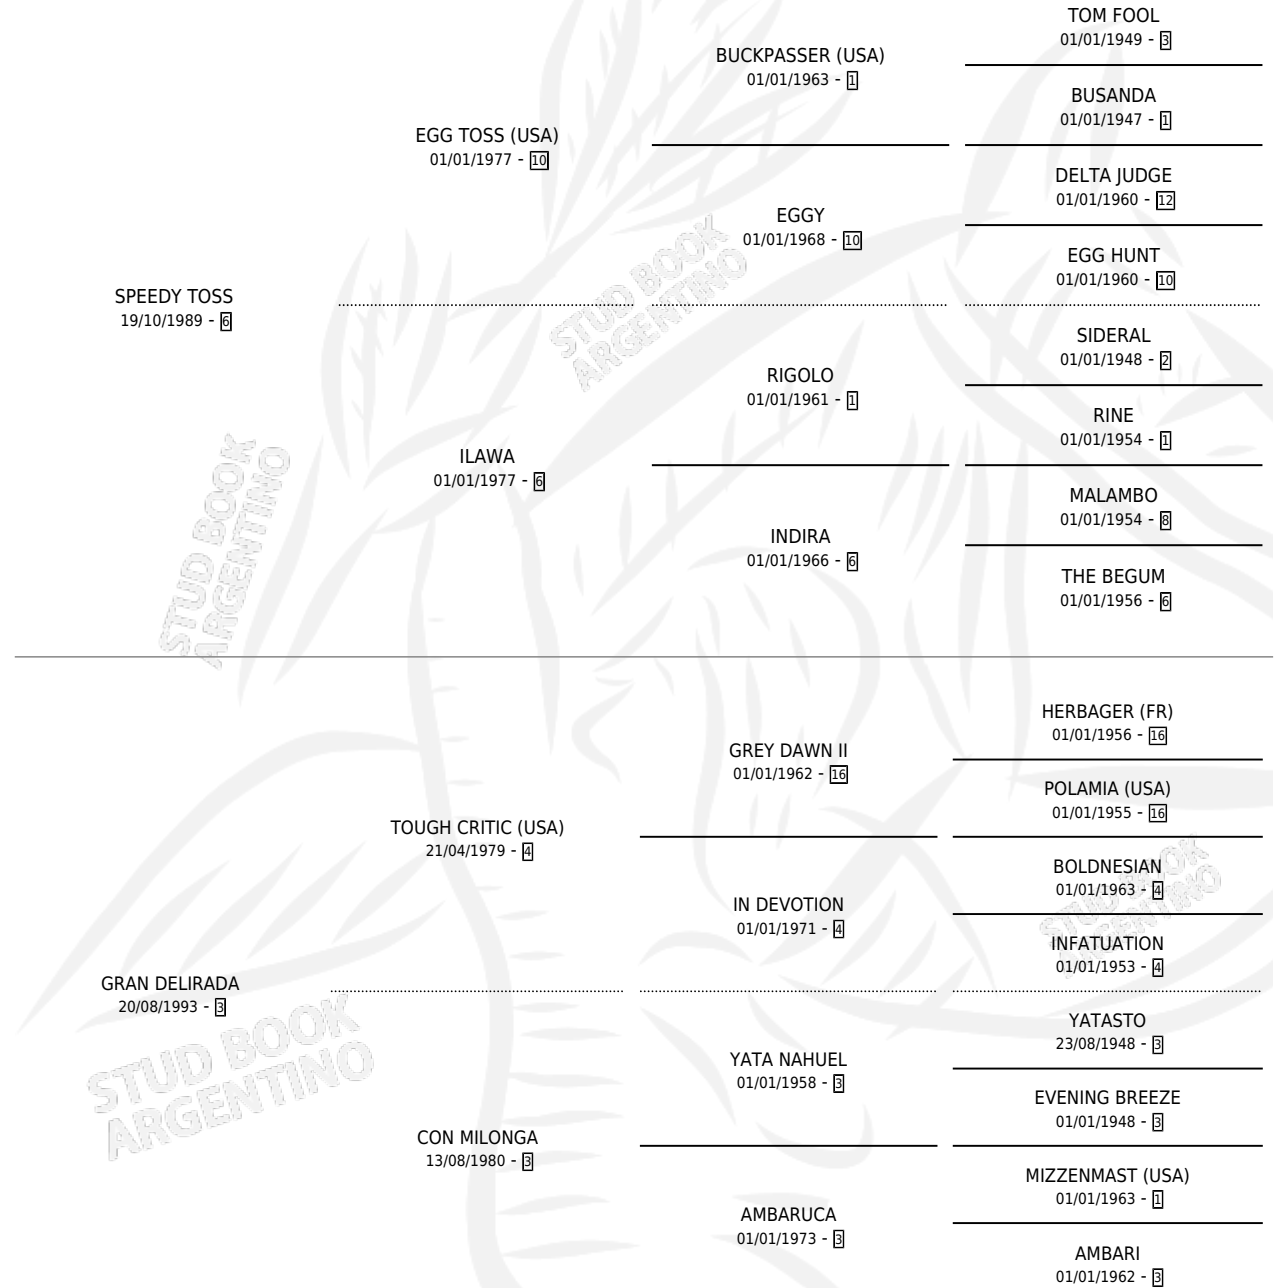 TOM FOOL
01/01/1949 - 3
BUCKPASSER (USA)
01/01/1963 - 1
BUSANDA
01/01/1947 - 1
EGG TOSS (USA)
01/01/1977 - 10
DELTA JUDGE
01/01/1960 - 12
EGGY
01/01/1968 - 10
EGG HUNT
01/01/1960 - 10
SPEEDY TOSS
19/10/1989 - 6
SIDERAL
01/01/1948 - 2
RIGOLO
01/01/1961 - 1
RINE
01/01/1954 - 1
ILAWA
01/01/1977 - 6
MALAMBO
01/01/1954 - 8
INDIRA
01/01/1966 - 6
THE BEGUM
01/01/1956 - 6
HERBAGER (FR)
01/01/1956 - 16
GREY DAWN II
01/01/1962 - 16
POLAMIA (USA)
01/01/1955 - 16
TOUGH CRITIC (USA)
21/04/1979 - 4
BOLDNESIAN
01/01/1963 - 4
IN DEVOTION
01/01/1971 - 4
INFATUATION
01/01/1953 - 4
GRAN DELIRADA
20/08/1993 - 3
YATASTO
23/08/1948 - 3
YATA NAHUEL
01/01/1958 - 3
EVENING BREEZE
01/01/1948 - 3
CON MILONGA
13/08/1980 - 3
MIZZENMAST (USA)
01/01/1963 - 1
AMBARUCA
01/01/1973 - 3
AMBARI
01/01/1962 - 3
STUD BOOK
ARGENTINO
STUD BOOK
ARGENTINO
STUD BOOK
ARGENTINO
STUD BOOK
ARGENTINO